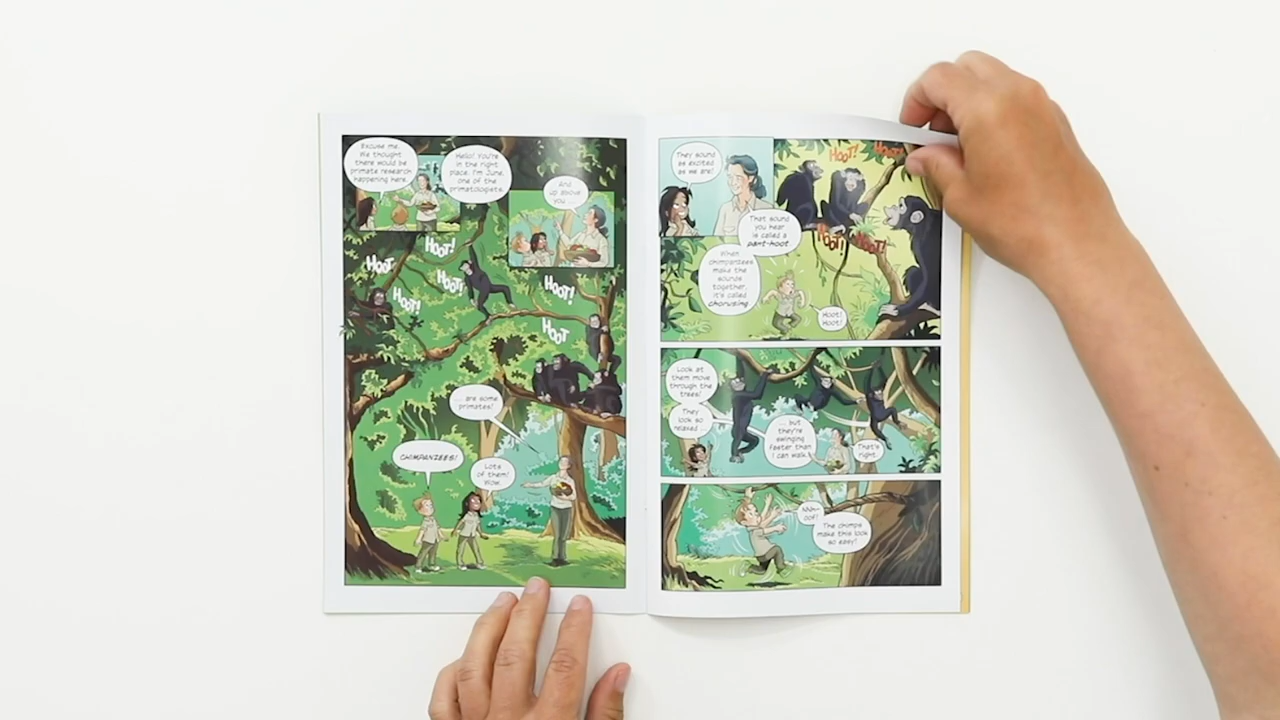 Excuse me.
We thought
there would be
primate research
happening here.
Hello! You're
in the right
place. I'm June,
one of the
primatologists.
And
up above
you ...
HOOT!
HOOT
HOOT!
HOOT!
HOOT!
HOOT
... are some
primates!
CHIMPANZEES!
Lots
of them!
Wow.
They sound
as excited
as we are!
HOOT!
HOOT!
That sound
you hear
is called a
pant-hoot.
HOOT!
HOOT!
When
chimpanzees
make the
sounds
together,
it's called
chorusing.
Hoot!
Hoot!
Look at
them move
through the
trees!
They
look so
relaxed ...
... but
they're
swinging
faster than
I can walk.
That's
right.
Nhh-
oof!
The chimps
make this look
so easy!